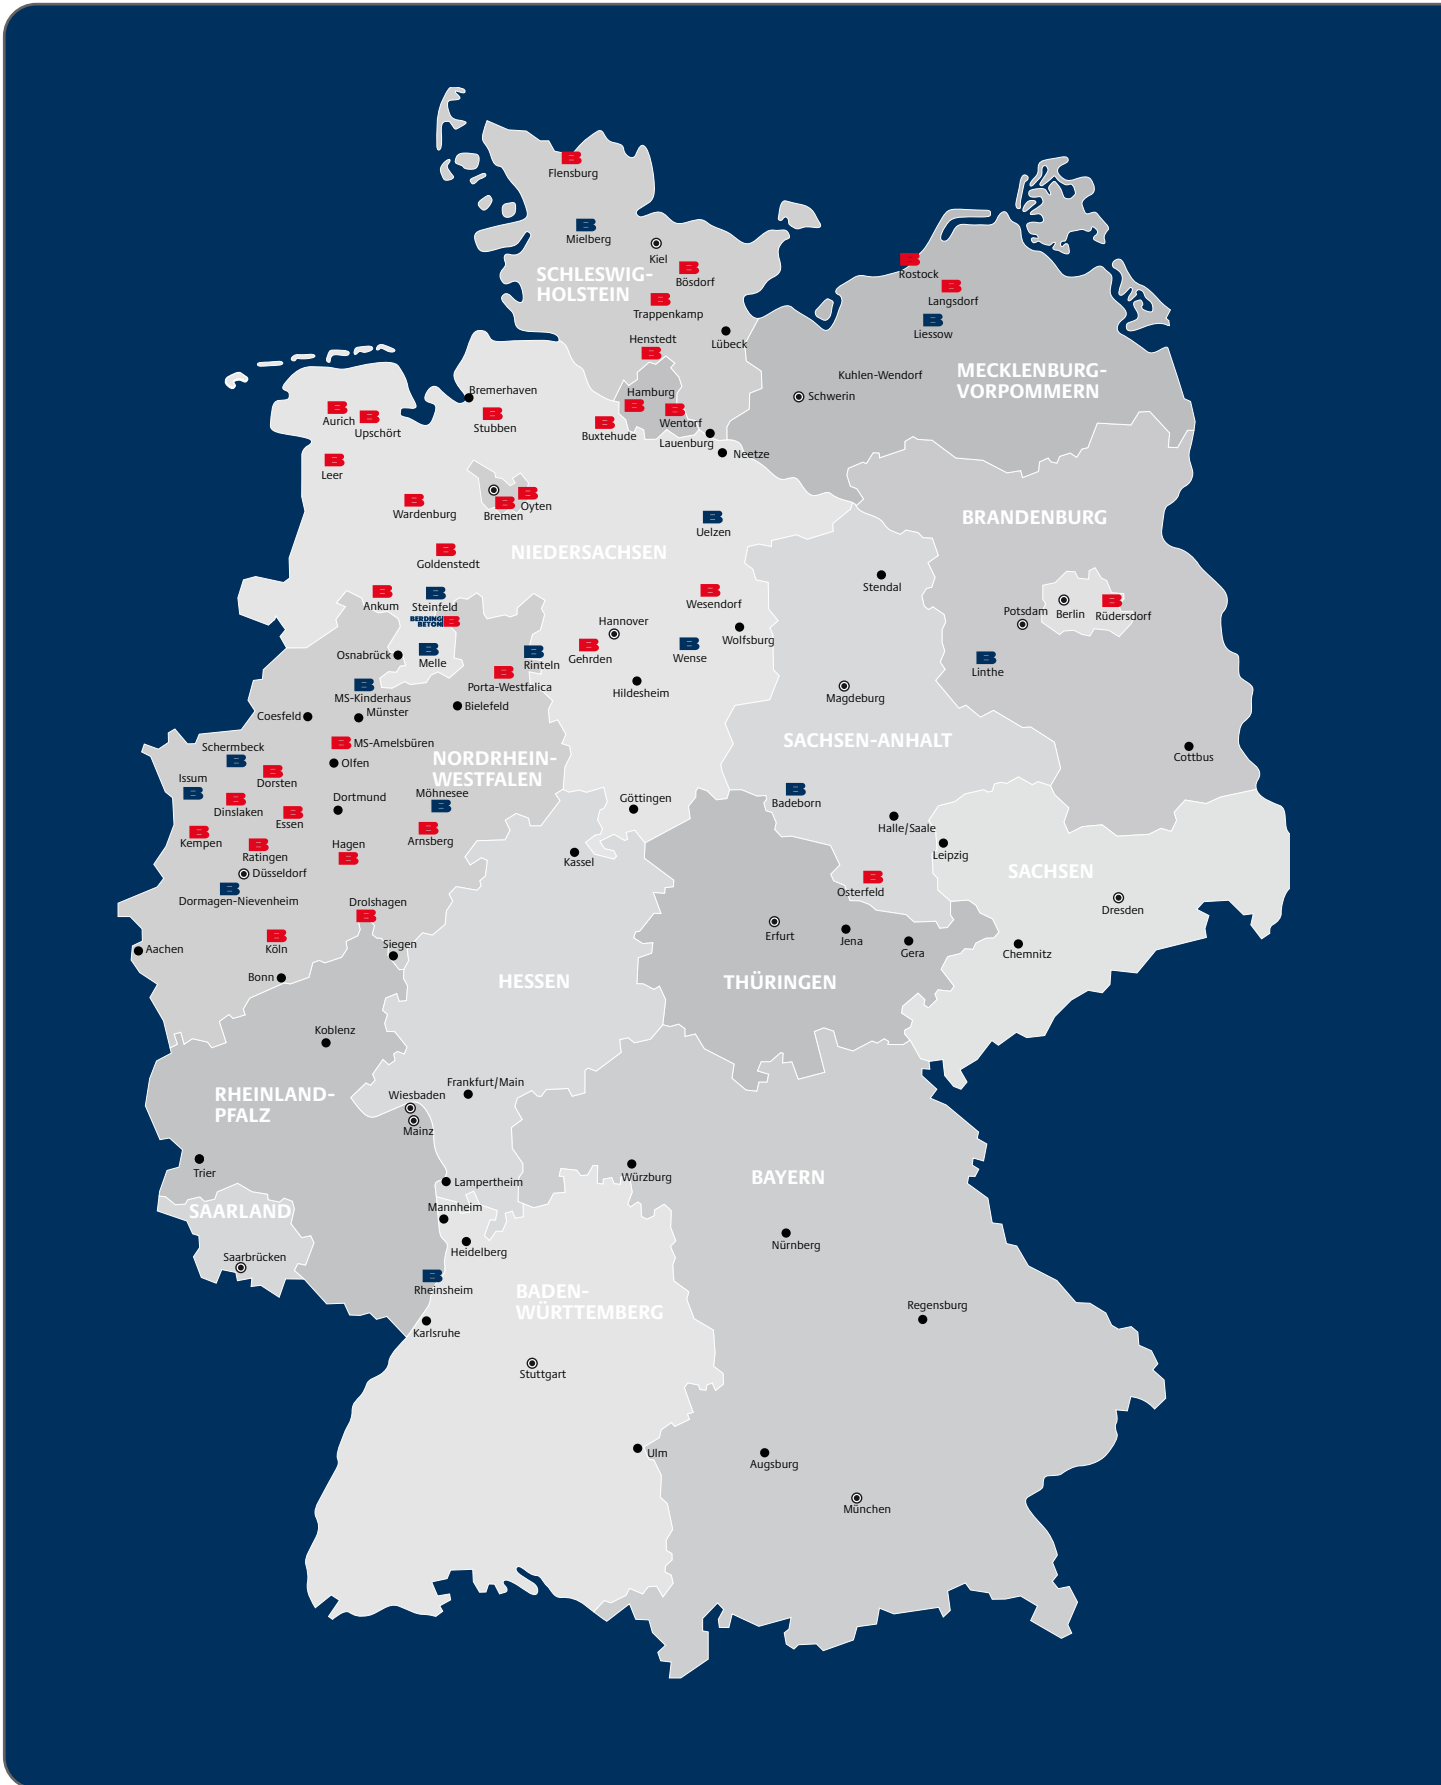 Flensburg
Mielberg
Kiel
SCHLESWIG-
HOLSTEIN
Bösdorf
Trappenkamp
Lübeck
Henstedt
Hamburg
Wentorf
Lauenburg
Neetze
Rostock
Langsdorf
Liessow
MECKLENBURG-
VORPOMMERN
Kuhlen-Wendorf
Schwerin
Bremerhaven
Stubben
Buxtehude
Aurich
Upschört
Leer
Wardenburg
Bremen
Oyten
Uelzen
Goldenstedt
NIEDERSACHSEN
BRANDENBURG
Stendal
Ankum
Steinfeld
BERDING
BETON
Wesendorf
Hannover
Wolfsburg
Potsdam
Berlin
Rüdersdorf
Osnabrück
Melle
Rinteln
Gehrden
Wense
Linthe
MS-Kinderhaus
Porta-Westfalica
Hildesheim
Magdeburg
Coesfeld
Münster
Bielefeld
Schermbeck
MS-Amelsbüren
Olfen
NORDRHEIN-
WESTFALEN
SACHSEN-ANHALT
Cottbus
Issum
Dorsten
Möhnesee
Göttingen
Badeborn
Dinslaken
Essen
Dortmund
Halle/Saale
Kempen
Ratingen
Hagen
Arnsberg
Kassel
Leipzig
Düsseldorf
SACHSEN
Dormagen-Nievenheim
Drolshagen
Osterfeld
Dresden
Aachen
Köln
Siegen
Erfurt
Jena
Gera
Chemnitz
Bonn
HESSEN
THÜRINGEN
Koblenz
RHEINLAND-
PFALZ
Wiesbaden
Frankfurt/Main
Mainz
Trier
Lampertheim
Würzburg
BAYERN
SAARLAND
Mannheim
Heidelberg
Nürnberg
Saarbrücken
Rheinsheim
BADEN-
WÜRTTEMBERG
Regensburg
Karlsruhe
Stuttgart
Ulm
Augsburg
München